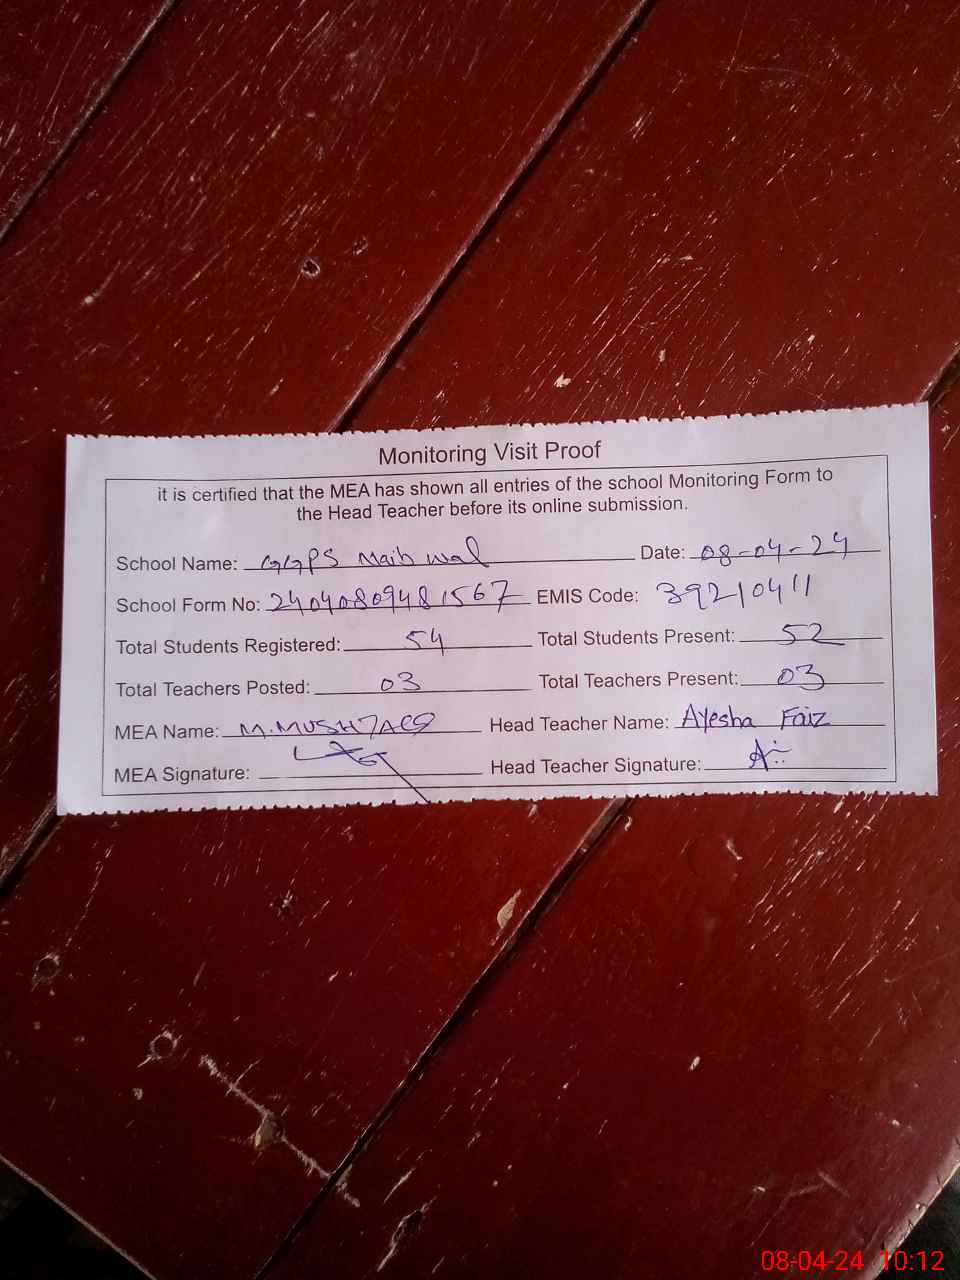 Monitoring Visit Proof
it is certified that the MEA has shown all entries of the school Monitoring Form to
the Head Teacher before its online submission.
School Name: GGPS Maib wal Date: 08-04-24
School Form No: 24040809481567 EMIS Code: 39210411
Total Students Registered: 54 Total Students Present: 52
Total Teachers Posted: 03 Total Teachers Present: 03
MEA Name: M.MUSHTAQ Head Teacher Name: Ayesha Faiz
MEA Signature: Head Teacher Signature:
08-04-24 10:12